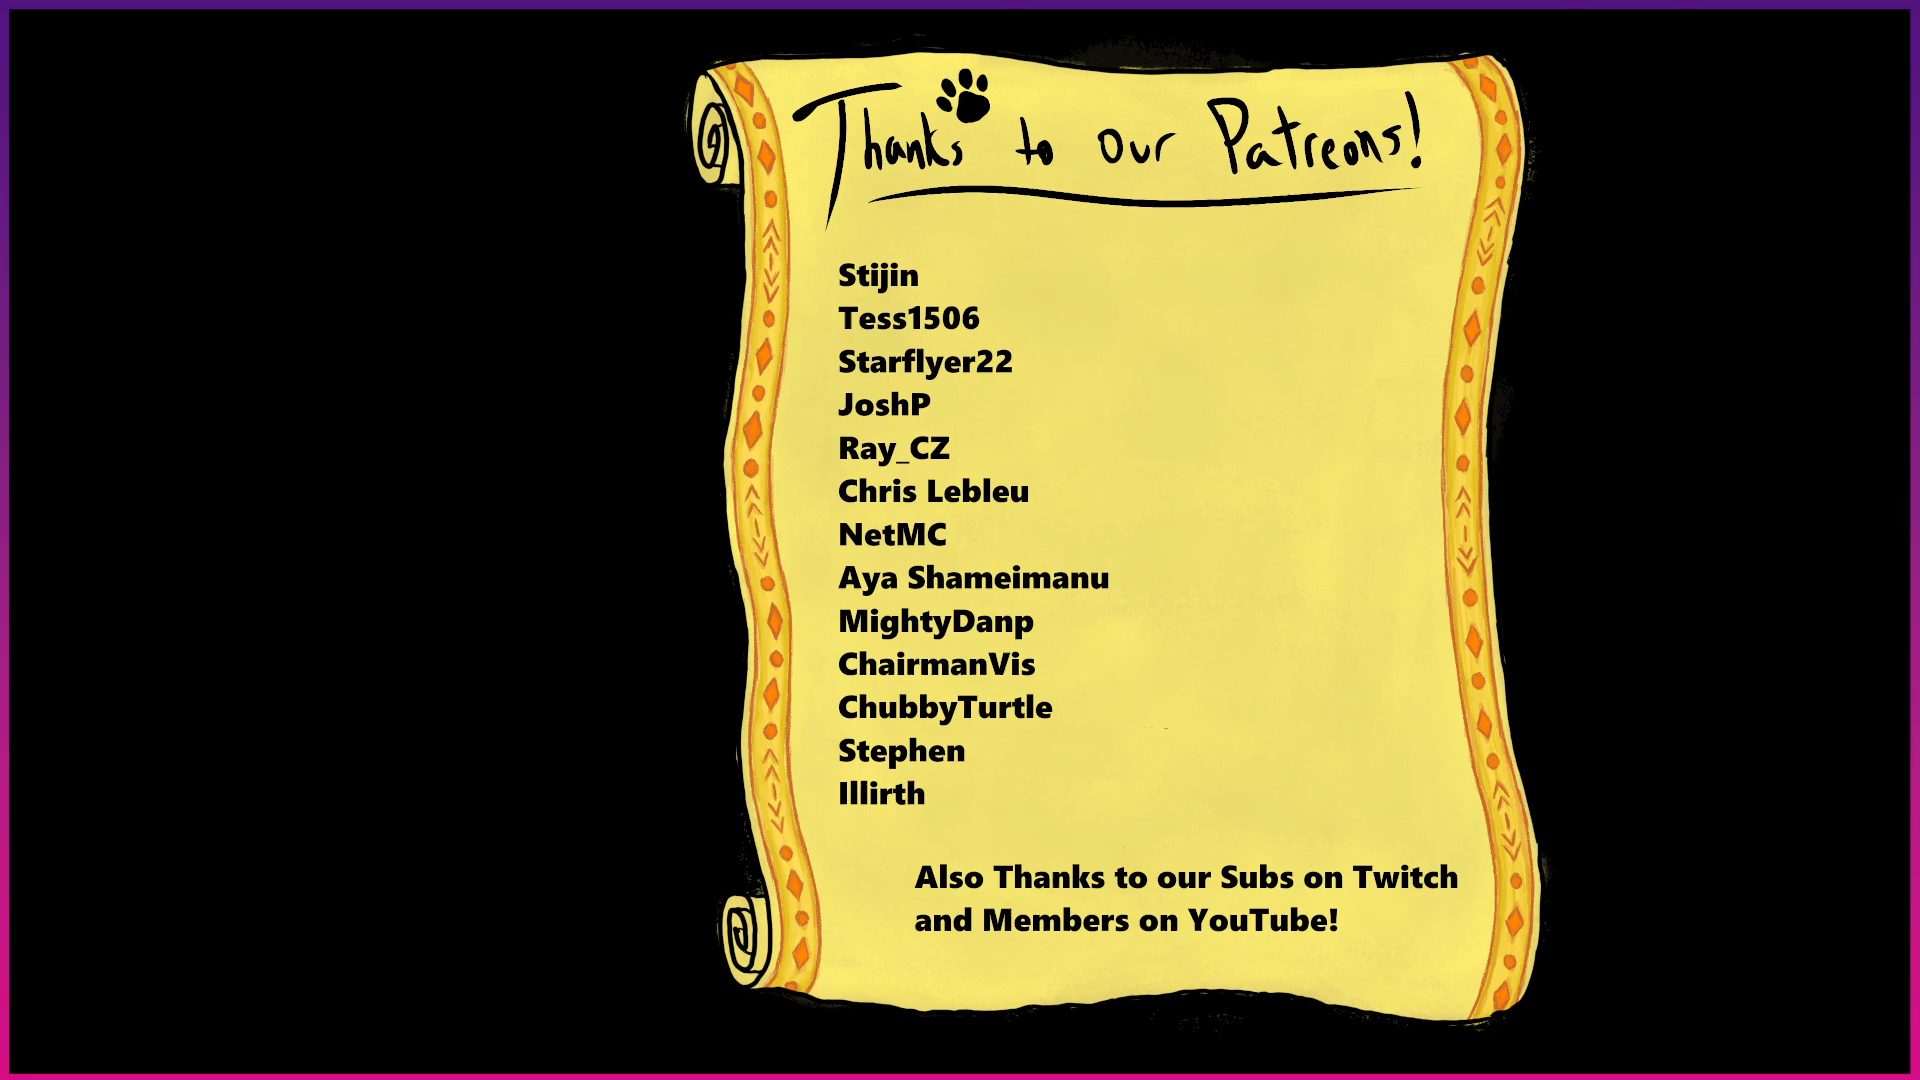 Thanks to our Patreons!
Stijin
Tess1506
Starflyer22
JoshP
Ray_CZ
Chris Lebleu
NetMC
Aya Shameimanu
MightyDanp
ChairmanVis
ChubbyTurtle
Stephen
Illirth
Also Thanks to our Subs on Twitch
and Members on YouTube!